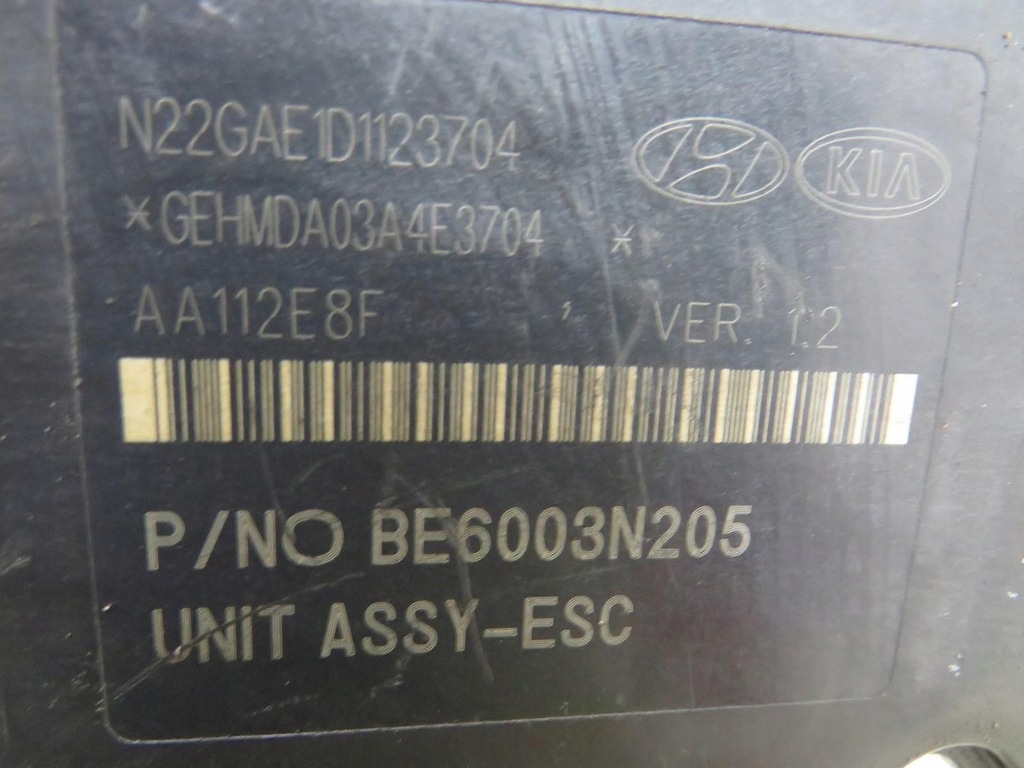 N22GAE1D1123704
*GEHMDA03A4E3704 *
KIA
AA112E8F VER. 1.2
P/NO BE6003N205
UNIT ASSY-ESC